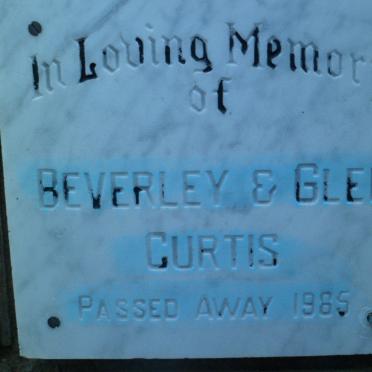 In Loving Memor
of
BEVERLEY & GLE
CURTIS
PASSED AWAY 1985